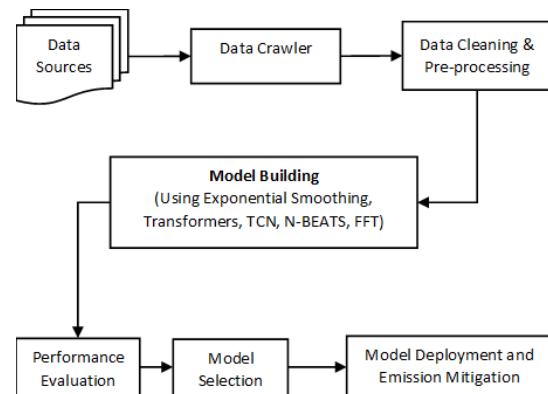 Data
Sources
Data Crawler
Data Cleaning &
Pre-processing
Model Building
(Using Exponential Smoothing,
Transformers, TCN, N-BEATS, FFT)
Performance
Evaluation
Model
Selection
Model Deployment and
Emission Mitigation